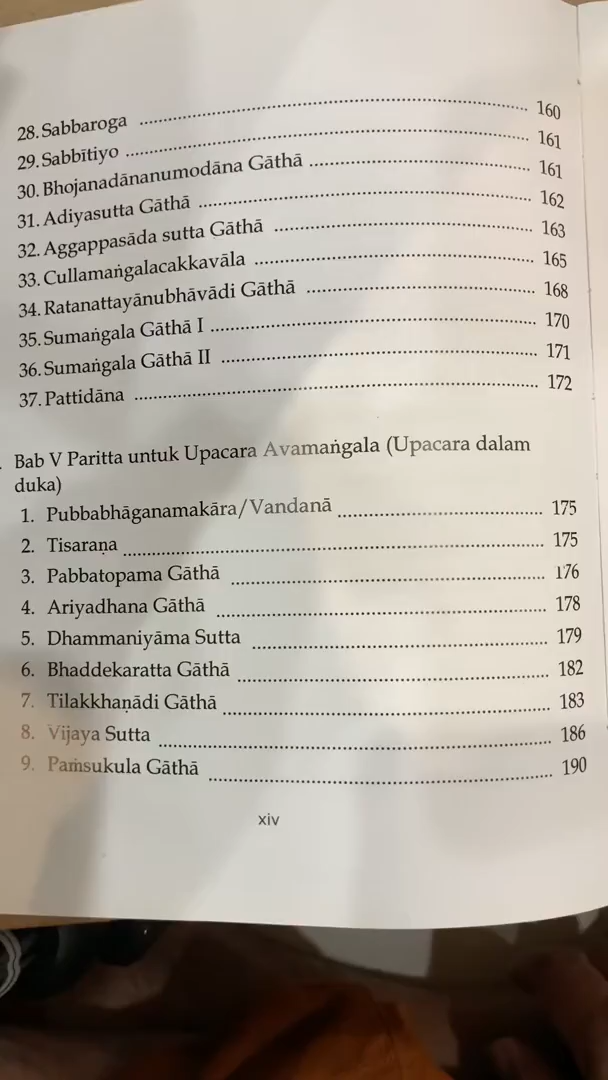 28. Sabbaroga ........ 160
29. Sabbītiyo ........ 161
30. Bhojanadānanumodāna Gāthā ........ 161
31. Adiyasutta Gāthā ........ 162
32. Aggappasāda sutta Gāthā ........ 163
33. Cullamaṅgalacakkavāla ........ 165
34. Ratanattayānubhāvādi Gāthā ........ 168
35. Sumaṅgala Gāthā I ........ 170
36. Sumaṅgala Gāthā II ........ 171
37. Pattidāna ........ 172
Bab V Paritta untuk Upacara Avamaṅgala (Upacara dalam
duka)
1. Pubbabhāganamakāra/Vandanā ........ 175
2. Tisaraṇa ........ 175
3. Pabbatopama Gāthā ........ 176
4. Ariyadhana Gāthā ........ 178
5. Dhammaniyāma Sutta ........ 179
6. Bhaddekaratta Gāthā ........ 182
7. Tilakkhaṇādi Gāthā ........ 183
8. Vijaya Sutta ........ 186
9. Paṁsukula Gāthā ........ 190
xiv